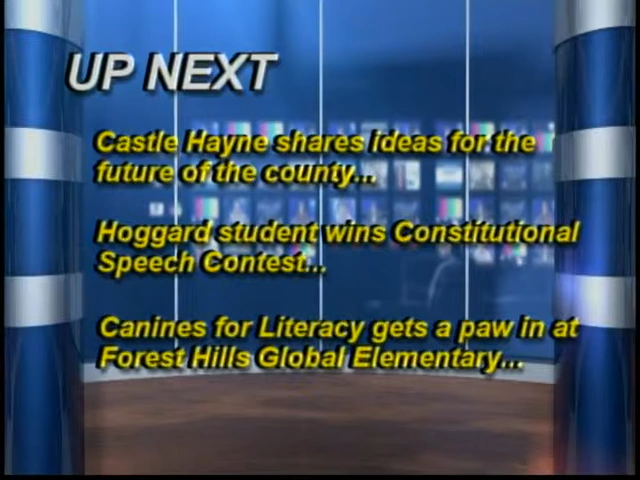 UP NEXT
Castle Hayne shares ideas for the
future of the county...
Hoggard student wins Constitutional
Speech Contest...
Canines for Literacy gets a paw in at
Forest Hills Global Elementary...